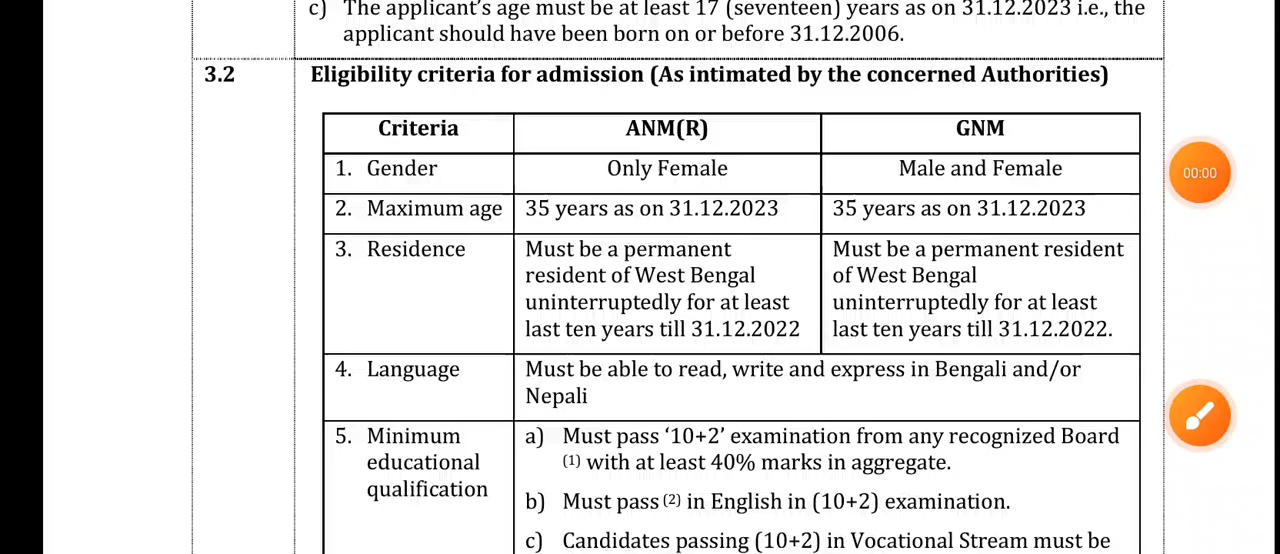 c) The applicant's age must be at least 17 (seventeen) years as on 31.12.2023 i.e., the
applicant should have been born on or before 31.12.2006.
3.2 Eligibility criteria for admission (As intimated by the concerned Authorities)
Criteria ANM(R) GNM
1. Gender Only Female Male and Female
2. Maximum age 35 years as on 31.12.2023 35 years as on 31.12.2023
3. Residence Must be a permanent Must be a permanent resident
resident of West Bengal of West Bengal
uninterruptedly for at least uninterruptedly for at least
last ten years till 31.12.2022 last ten years till 31.12.2022.
4. Language Must be able to read, write and express in Bengali and/or
Nepali
5. Minimum a) Must pass ‘10+2’ examination from any recognized Board
educational (1) with at least 40% marks in aggregate.
qualification
b) Must pass (2) in English in (10+2) examination.
c) Candidates passing (10+2) in Vocational Stream must be
00:00